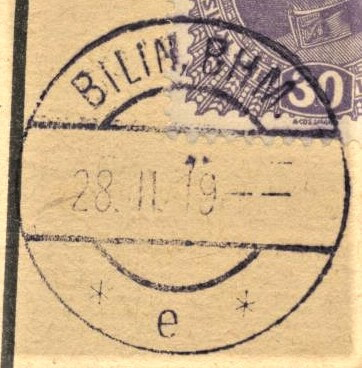 BILIN, BHM.
30
28. II. 19--
* e *